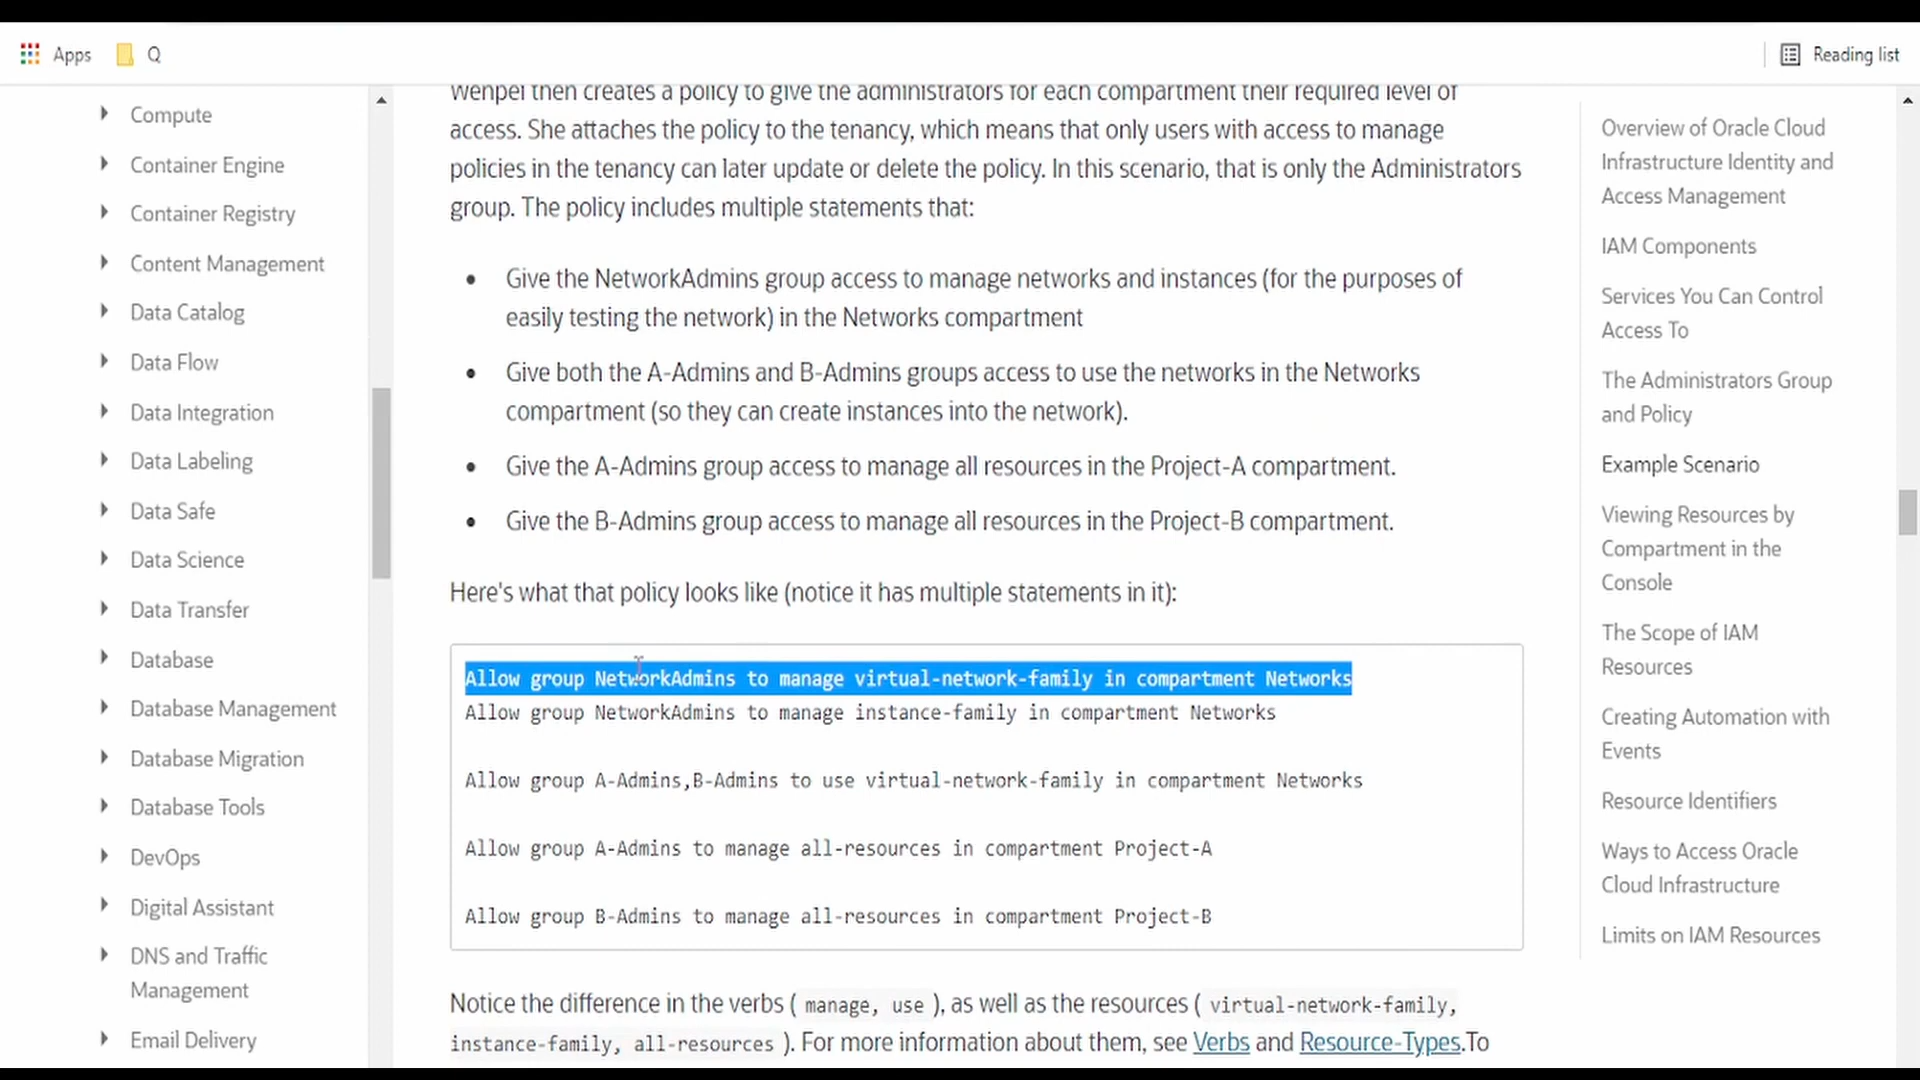 Apps
Q
Reading list
Compute
Container Engine
Container Registry
Content Management
Data Catalog
Data Flow
Data Integration
Data Labeling
Data Safe
Data Science
Data Transfer
Database
Database Management
Database Migration
Database Tools
DevOps
Digital Assistant
DNS and Traffic
Management
Email Delivery
Wenpei then creates a policy to give the administrators for each compartment their required level of
access. She attaches the policy to the tenancy, which means that only users with access to manage
policies in the tenancy can later update or delete the policy. In this scenario, that is only the Administrators
group. The policy includes multiple statements that:
• Give the NetworkAdmins group access to manage networks and instances (for the purposes of
easily testing the network) in the Networks compartment
• Give both the A-Admins and B-Admins groups access to use the networks in the Networks
compartment (so they can create instances into the network).
• Give the A-Admins group access to manage all resources in the Project-A compartment.
• Give the B-Admins group access to manage all resources in the Project-B compartment.
Here's what that policy looks like (notice it has multiple statements in it):
Allow group NetworkAdmins to manage virtual-network-family in compartment Networks
Allow group NetworkAdmins to manage instance-family in compartment Networks
Allow group A-Admins,B-Admins to use virtual-network-family in compartment Networks
Allow group A-Admins to manage all-resources in compartment Project-A
Allow group B-Admins to manage all-resources in compartment Project-B
Notice the difference in the verbs ( manage, use ), as well as the resources ( virtual-network-family,
instance-family, all-resources ). For more information about them, see Verbs and Resource-Types.To
Overview of Oracle Cloud
Infrastructure Identity and
Access Management
IAM Components
Services You Can Control
Access To
The Administrators Group
and Policy
Example Scenario
Viewing Resources by
Compartment in the
Console
The Scope of IAM
Resources
Creating Automation with
Events
Resource Identifiers
Ways to Access Oracle
Cloud Infrastructure
Limits on IAM Resources